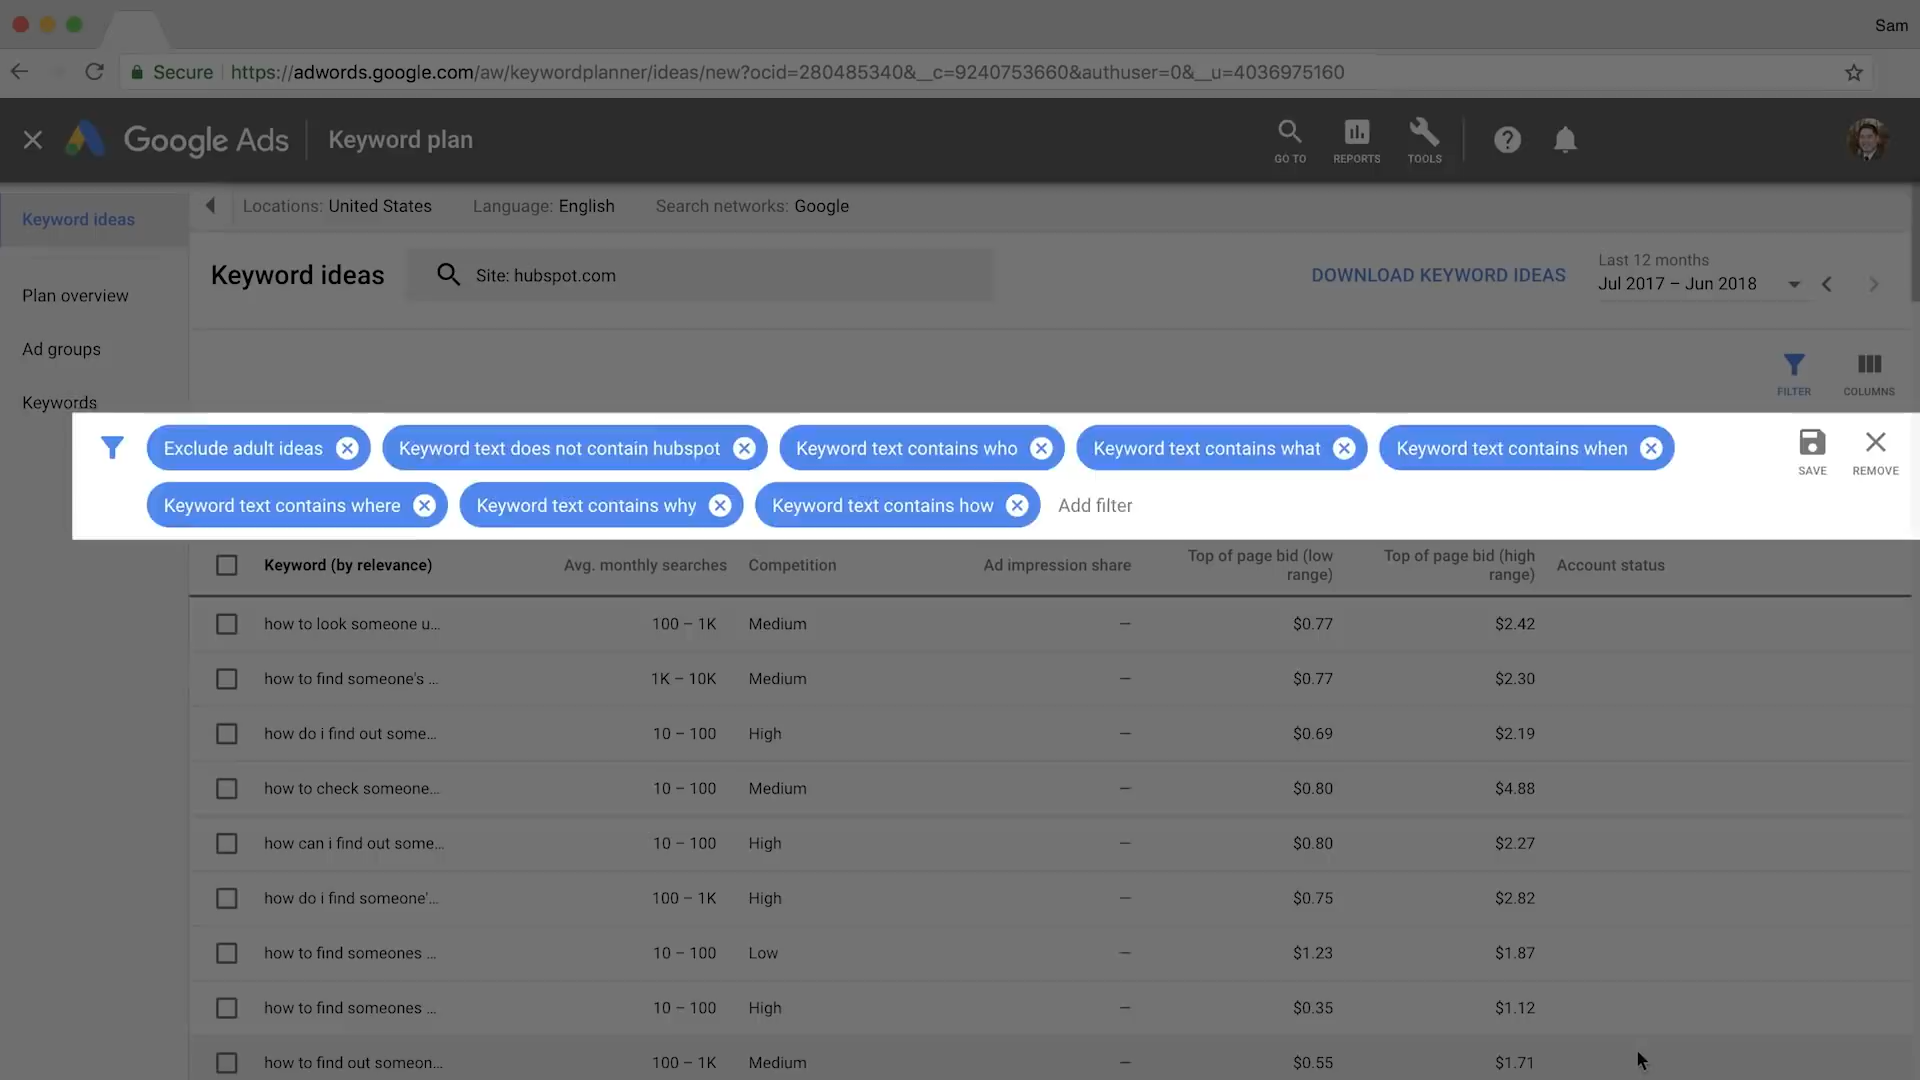 Sam
Secure https://adwords.google.com/aw/keywordplanner/ideas/new?ocid=280485340&__c=9240753660&authuser=0&__u=4036975160
Google Ads Keyword plan GO TO REPORTS TOOLS
Keyword ideas Locations: United States Language: English Search networks: Google
Keyword ideas Site: hubspot.com DOWNLOAD KEYWORD IDEAS Last 12 months
Jul 2017 – Jun 2018
Plan overview
Ad groups
FILTER COLUMNS
Keywords
Exclude adult ideas Keyword text does not contain hubspot Keyword text contains who Keyword text contains what Keyword text contains when SAVE REMOVE
Keyword text contains where Keyword text contains why Keyword text contains how Add filter
Keyword (by relevance) Avg. monthly searches Competition Ad impression share Top of page bid (low range) Top of page bid (high range) Account status
how to look someone u... 100 – 1K Medium — $0.77 $2.42
how to find someone's ... 1K – 10K Medium — $0.77 $2.30
how do i find out some... 10 – 100 High — $0.69 $2.19
how to check someone... 10 – 100 Medium — $0.80 $4.88
how can i find out some... 10 – 100 High — $0.80 $2.27
how do i find someone'... 100 – 1K High — $0.75 $2.82
how to find someones ... 10 – 100 Low — $1.23 $1.87
how to find someones ... 10 – 100 High — $0.35 $1.12
how to find out someon... 100 – 1K Medium — $0.55 $1.71